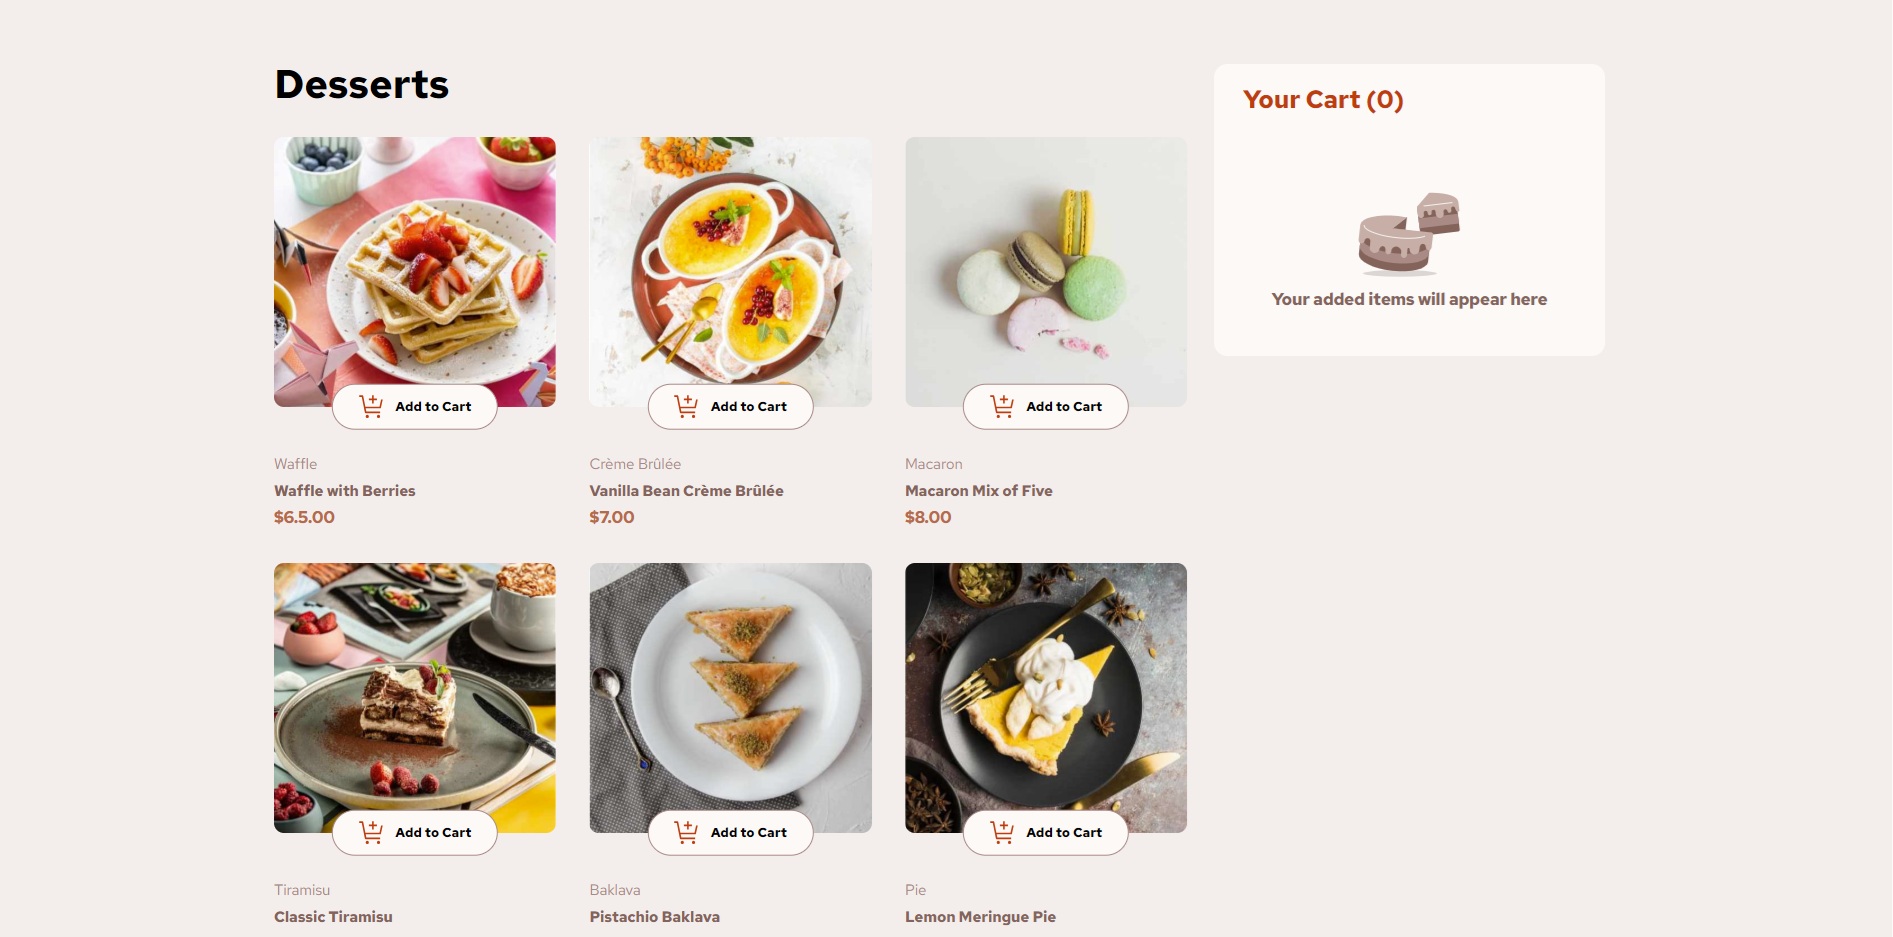 Desserts
Your Cart (0)
Your added items will appear here
Add to Cart
Add to Cart
Add to Cart
Waffle
Waffle with Berries
$6.5.00
Crème Brûlée
Vanilla Bean Crème Brûlée
$7.00
Macaron
Macaron Mix of Five
$8.00
Add to Cart
Add to Cart
Add to Cart
Tiramisu
Classic Tiramisu
Baklava
Pistachio Baklava
Pie
Lemon Meringue Pie